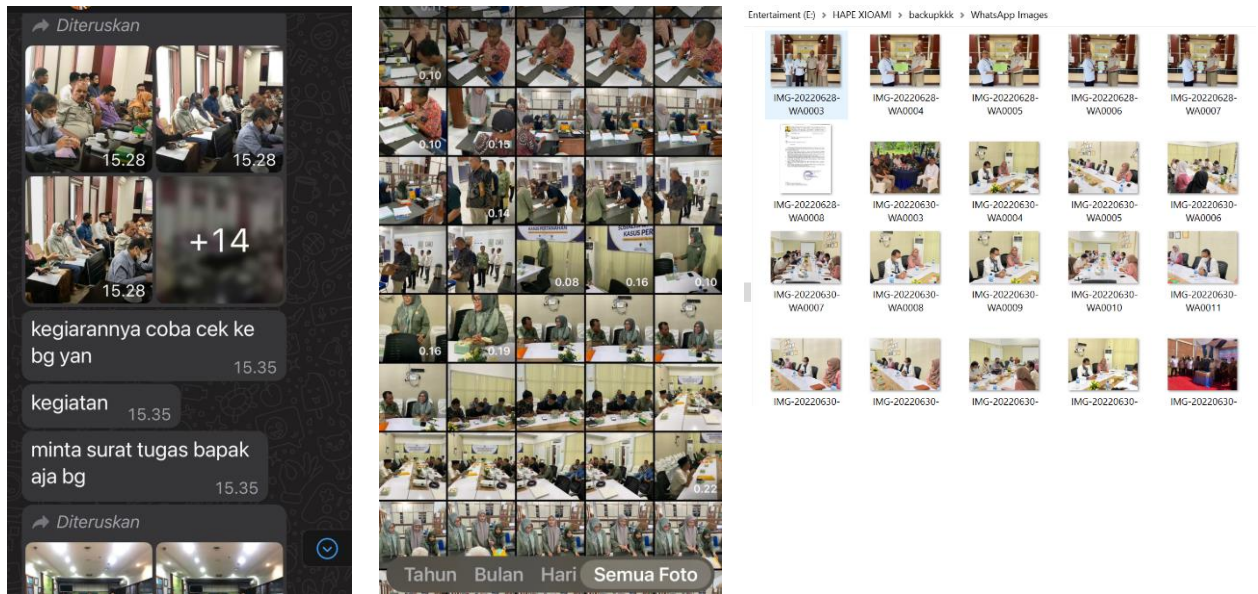 Diteruskan
15.28
15.28
15.28
+14
kegiarannya coba cek ke
bg yan
15.35
kegiatan
15.35
minta surat tugas bapak
aja bg
15.35
Diteruskan
0.11
0.10
0.10
0.15
0.14
KASUS PERTANAHAN
KASUS PER
0.08
0.16
0.10
0.16
0.19
0.22
Tahun Bulan Hari Semua Foto
Entertaiment (E:) > HAPE XIOAMI > backupkkk > WhatsApp Images
IMG-20220628-WA0003
IMG-20220628-WA0004
IMG-20220628-WA0005
IMG-20220628-WA0006
IMG-20220628-WA0007
IMG-20220628-WA0008
IMG-20220630-WA0003
IMG-20220630-WA0004
IMG-20220630-WA0005
IMG-20220630-WA0006
IMG-20220630-WA0007
IMG-20220630-WA0008
IMG-20220630-WA0009
IMG-20220630-WA0010
IMG-20220630-WA0011
IMG-20220630-
IMG-20220630-
IMG-20220630-
IMG-20220630-
IMG-20220630-